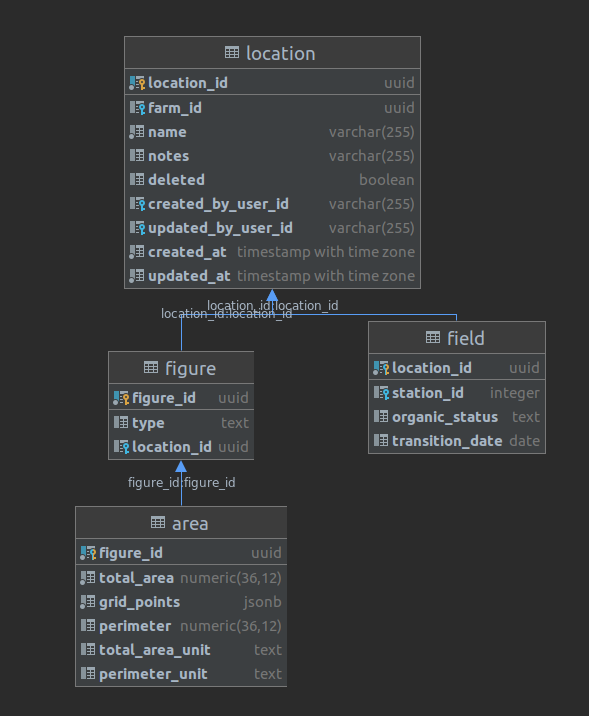 location
location_id uuid
farm_id uuid
name varchar(255)
notes varchar(255)
deleted boolean
created_by_user_id varchar(255)
updated_by_user_id varchar(255)
created_at timestamp with time zone
updated_at timestamp with time zone
location_id:location_id
location_id:location_id
field
location_id uuid
station_id integer
organic_status text
transition_date date
figure
figure_id uuid
type text
location_id uuid
figure_id:figure_id
area
figure_id uuid
total_area numeric(36,12)
grid_points jsonb
perimeter numeric(36,12)
total_area_unit text
perimeter_unit text